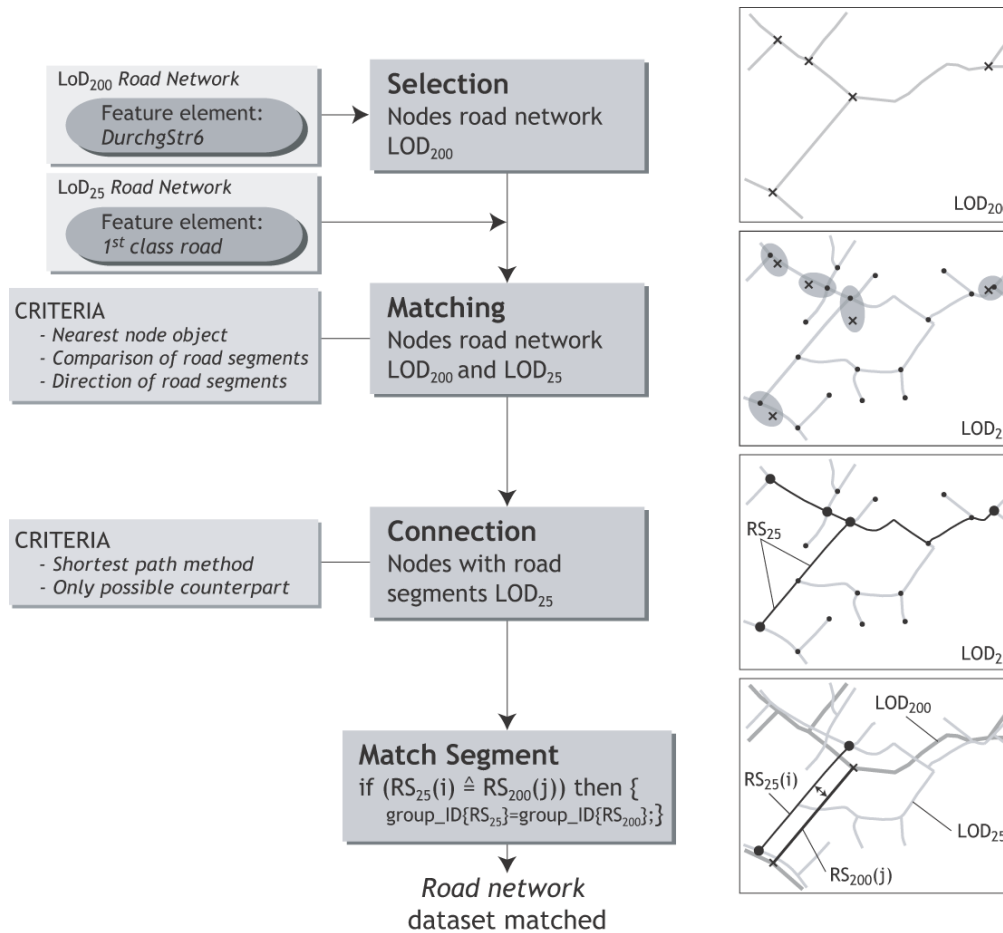 LoD200 Road Network
Feature element:
DurchgStr6
Selection
Nodes road network
LOD200
LoD25 Road Network
Feature element:
1st class road
CRITERIA
- Nearest node object
- Comparison of road segments
- Direction of road segments
Matching
Nodes road network
LOD200 and LOD25
CRITERIA
- Shortest path method
- Only possible counterpart
Connection
Nodes with road
segments LOD25
Match Segment
if (RS25(i) ≙ RS200(j)) then {
group_ID{RS25}=group_ID{RS200};}
Road network
dataset matched
LOD20
LOD2
RS25
LOD2
LOD200
RS25(i)
LOD25
RS200(j)